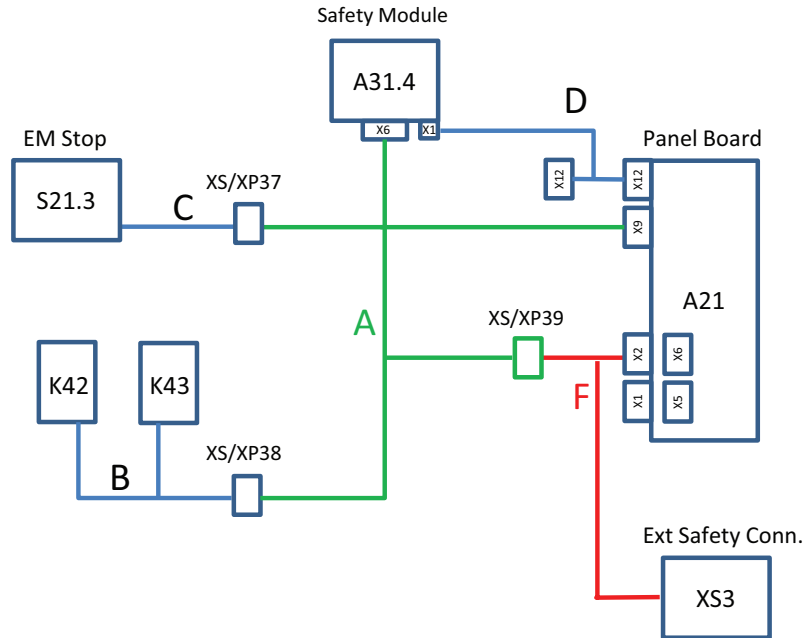 Safety Module
A31.4
X6
X1
D
EM Stop
Panel Board
S21.3
XS/XP37
C
X12
X12
X9
A21
A
XS/XP39
X2
X6
K42
K43
F
X1
X5
XS/XP38
B
Ext Safety Conn.
XS3